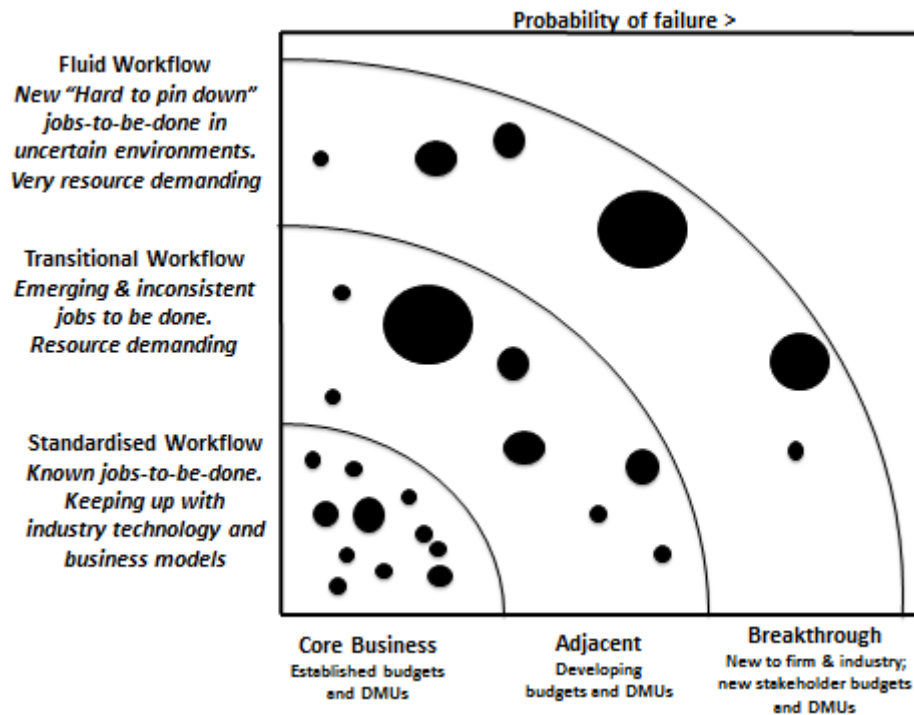 Probability of failure >
Fluid Workflow
New “Hard to pin down”
jobs-to-be-done in
uncertain environments.
Very resource demanding
Transitional Workflow
Emerging & inconsistent
jobs to be done.
Resource demanding
Standardised Workflow
Known jobs-to-be-done.
Keeping up with
industry technology and
business models
Core Business
Established budgets
and DMUs
Adjacent
Developing
budgets and DMUs
Breakthrough
New to firm & industry;
new stakeholder budgets
and DMUs